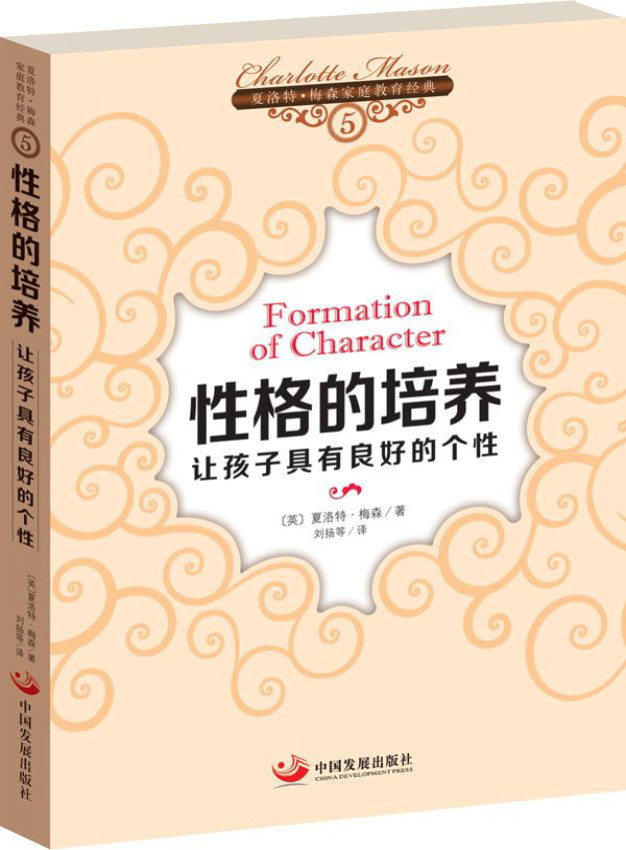 Charlotte Mason
夏洛特·梅森家庭教育经典
5
Formation
of Character
性格的培养
让孩子具有良好的个性
〔英〕夏洛特·梅森/著
刘扬等/译
中国发展出版社
CHINA DEVELOPMENT PRESS
夏洛特·梅森
家庭教育经典
5
性格的培养
让孩子具有良好的个性
〔英〕夏洛特·梅森/著
刘扬等/译
中国发展出版社